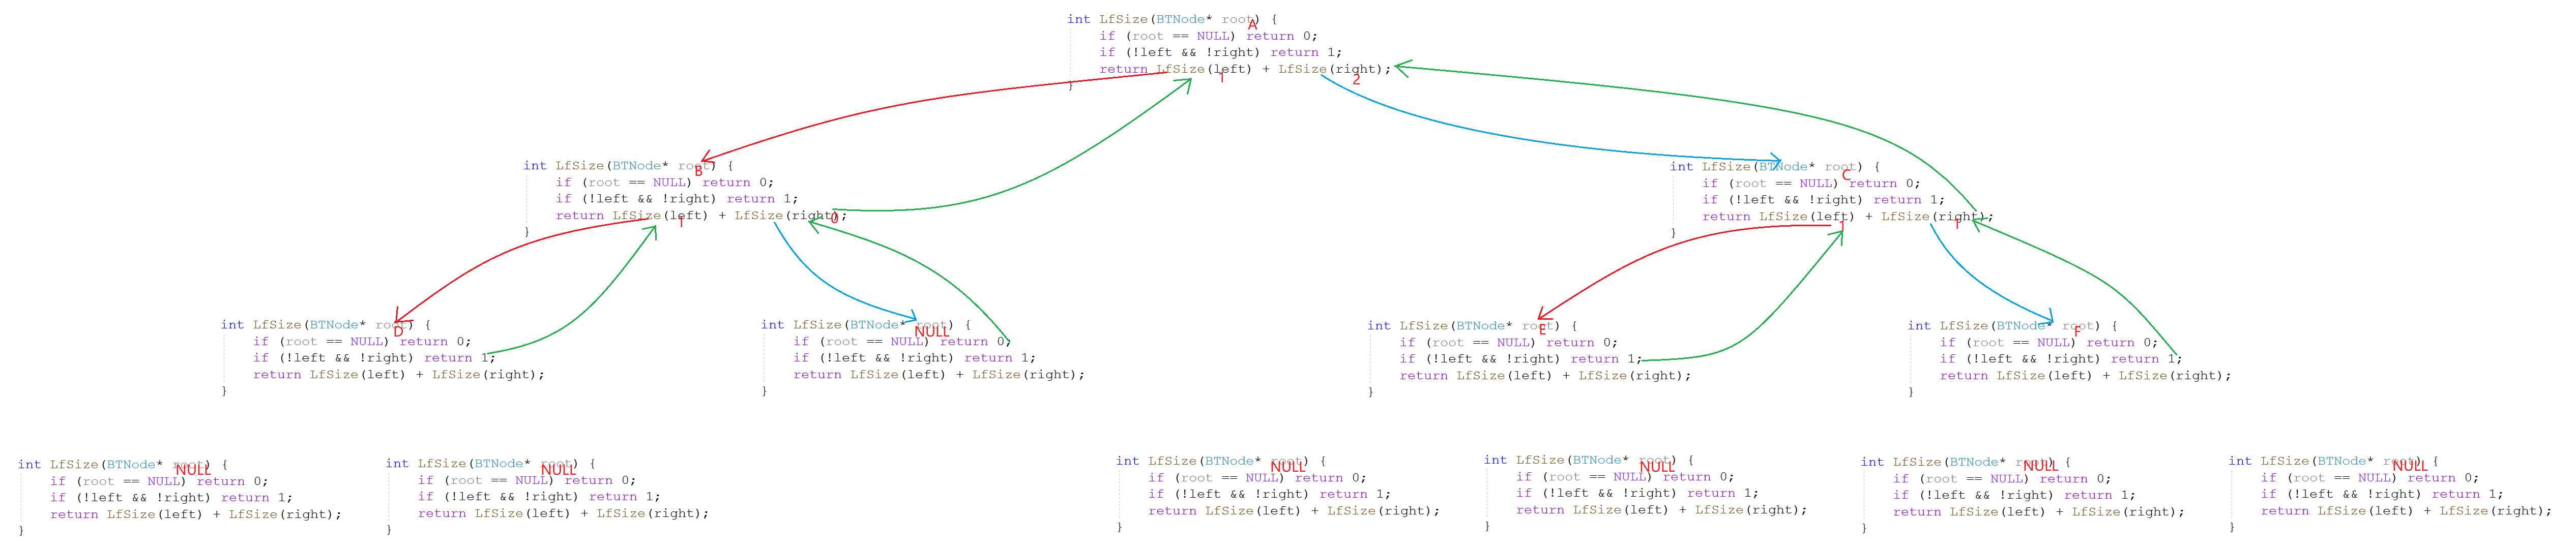 int LfSize(BTNode* root) {
A
if (root == NULL) return 0;
if (!left && !right) return 1;
return LfSize(left) + LfSize(right);
1 2
}
int LfSize(BTNode* root) {
B
if (root == NULL) return 0;
if (!left && !right) return 1;
return LfSize(left) + LfSize(right);
1 0
}
int LfSize(BTNode* root) {
C
if (root == NULL) return 0;
if (!left && !right) return 1;
return LfSize(left) + LfSize(right);
1 1
}
int LfSize(BTNode* root) {
D
if (root == NULL) return 0;
if (!left && !right) return 1;
return LfSize(left) + LfSize(right);
}
int LfSize(BTNode* root) {
NULL
if (root == NULL) return 0;
if (!left && !right) return 1;
return LfSize(left) + LfSize(right);
}
int LfSize(BTNode* root) {
E
if (root == NULL) return 0;
if (!left && !right) return 1;
return LfSize(left) + LfSize(right);
}
int LfSize(BTNode* root) {
F
if (root == NULL) return 0;
if (!left && !right) return 1;
return LfSize(left) + LfSize(right);
}
int LfSize(BTNode* root) {
NULL
if (root == NULL) return 0;
if (!left && !right) return 1;
return LfSize(left) + LfSize(right);
}
int LfSize(BTNode* root) {
NULL
if (root == NULL) return 0;
if (!left && !right) return 1;
return LfSize(left) + LfSize(right);
}
int LfSize(BTNode* root) {
NULL
if (root == NULL) return 0;
if (!left && !right) return 1;
return LfSize(left) + LfSize(right);
}
int LfSize(BTNode* root) {
NULL
if (root == NULL) return 0;
if (!left && !right) return 1;
return LfSize(left) + LfSize(right);
}
int LfSize(BTNode* root) {
NULL
if (root == NULL) return 0;
if (!left && !right) return 1;
return LfSize(left) + LfSize(right);
}
int LfSize(BTNode* root) {
NULL
if (root == NULL) return 0;
if (!left && !right) return 1;
return LfSize(left) + LfSize(right);
}